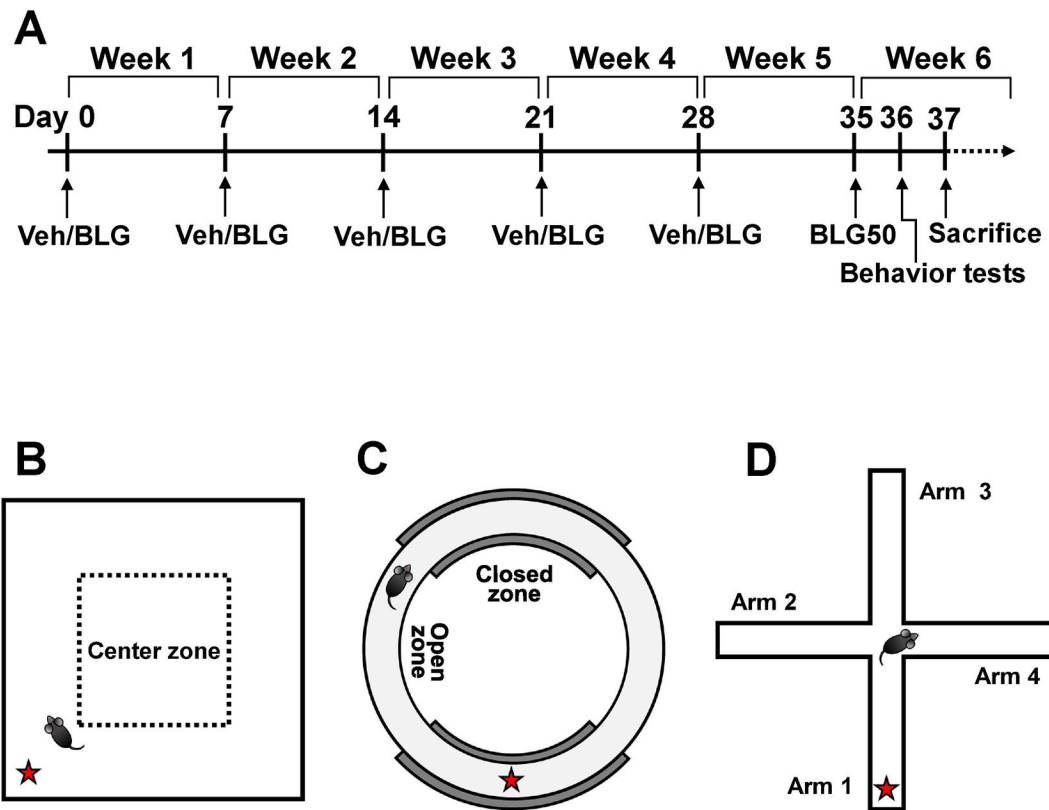 A
Week 1 Week 2 Week 3 Week 4 Week 5 Week 6
Day 0 7 14 21 28 35 36 37
Veh/BLG Veh/BLG Veh/BLG Veh/BLG Veh/BLG BLG50 Sacrifice
Behavior tests
B
Center zone
C
Closed
zone
Open
zone
D
Arm 3
Arm 2
Arm 4
Arm 1